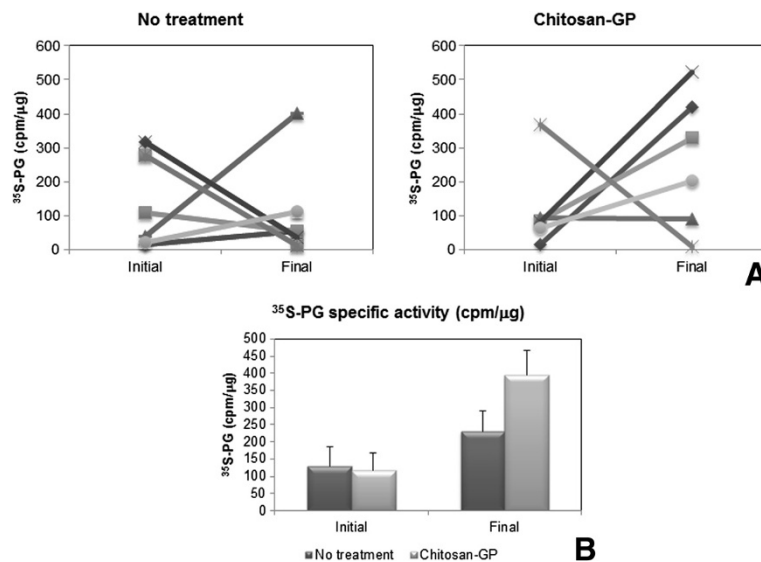 No treatment
Chitosan-GP
600
500
400
300
200
100
0
³⁵S-PG (cpm/µg)
Initial
Final
600
500
400
300
200
100
0
³⁵S-PG (cpm/µg)
Initial
Final
A
³⁵S-PG specific activity (cpm/µg)
500
450
400
350
300
250
200
150
100
50
0
³⁵S-PG (cpm/µg)
Initial
Final
No treatment
Chitosan-GP
B